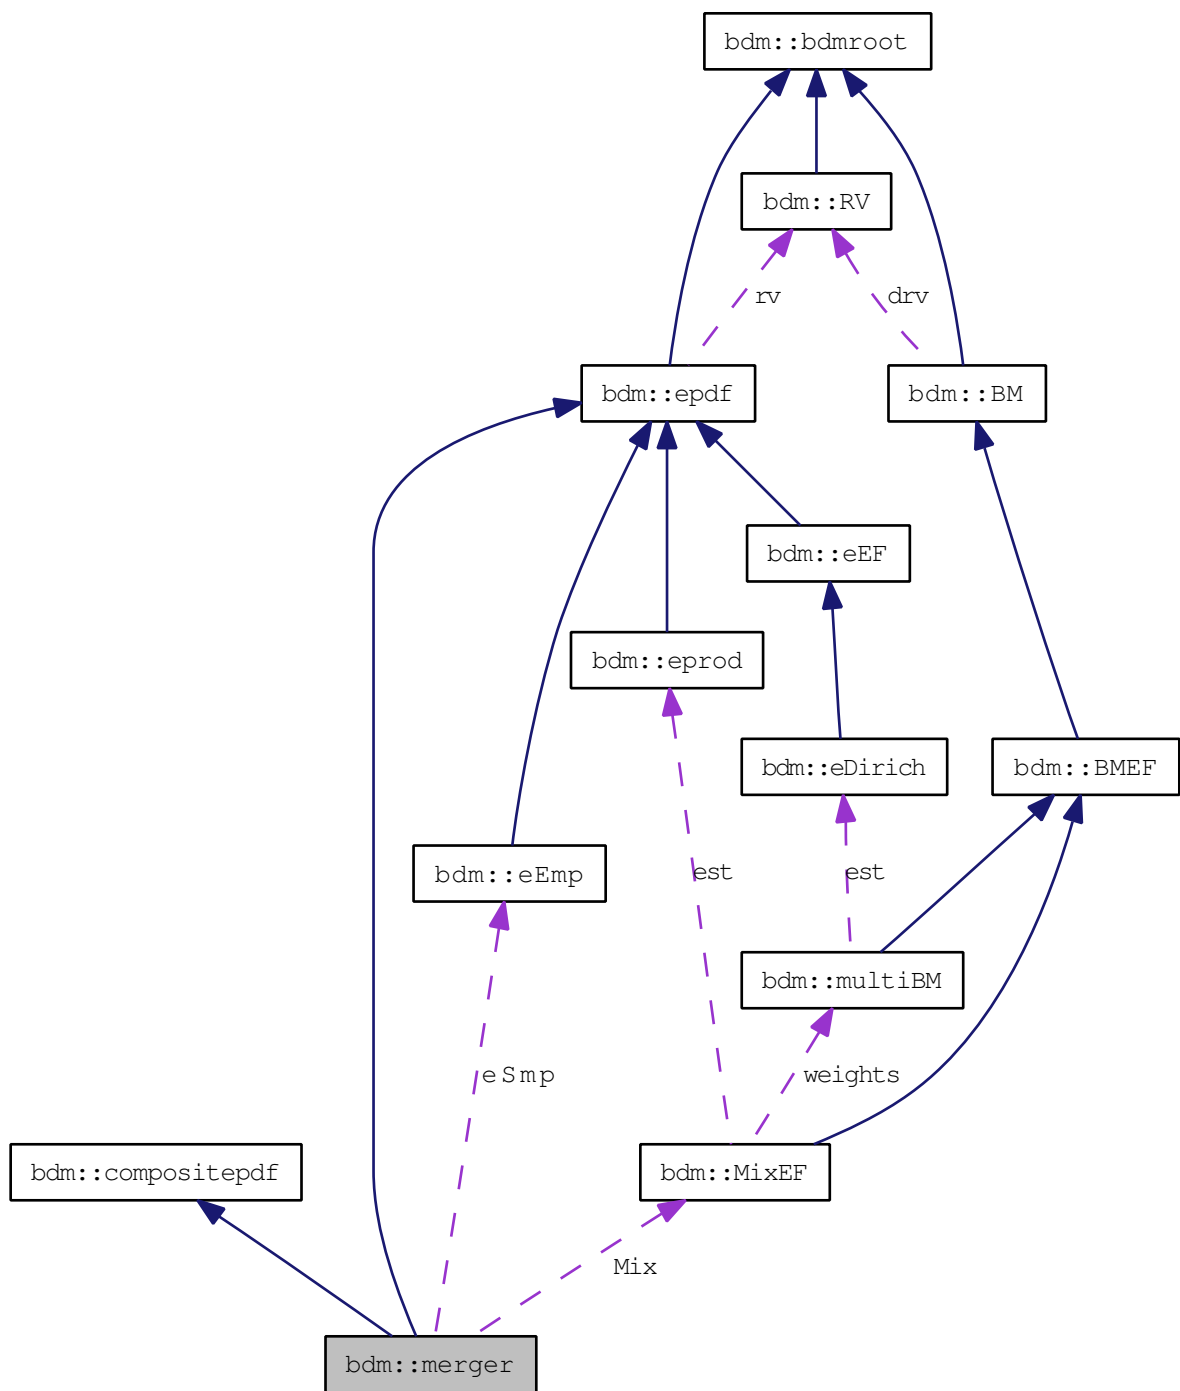 bdm::bdmroot
bdm::RV
rv
drv
bdm::epdf
bdm::BM
bdm::eEF
bdm::eprod
bdm::eDirich
bdm::BMEF
bdm::eEmp
est
est
bdm::multiBM
eSmp
weights
bdm::compositepdf
bdm::MixEF
Mix
bdm::merger